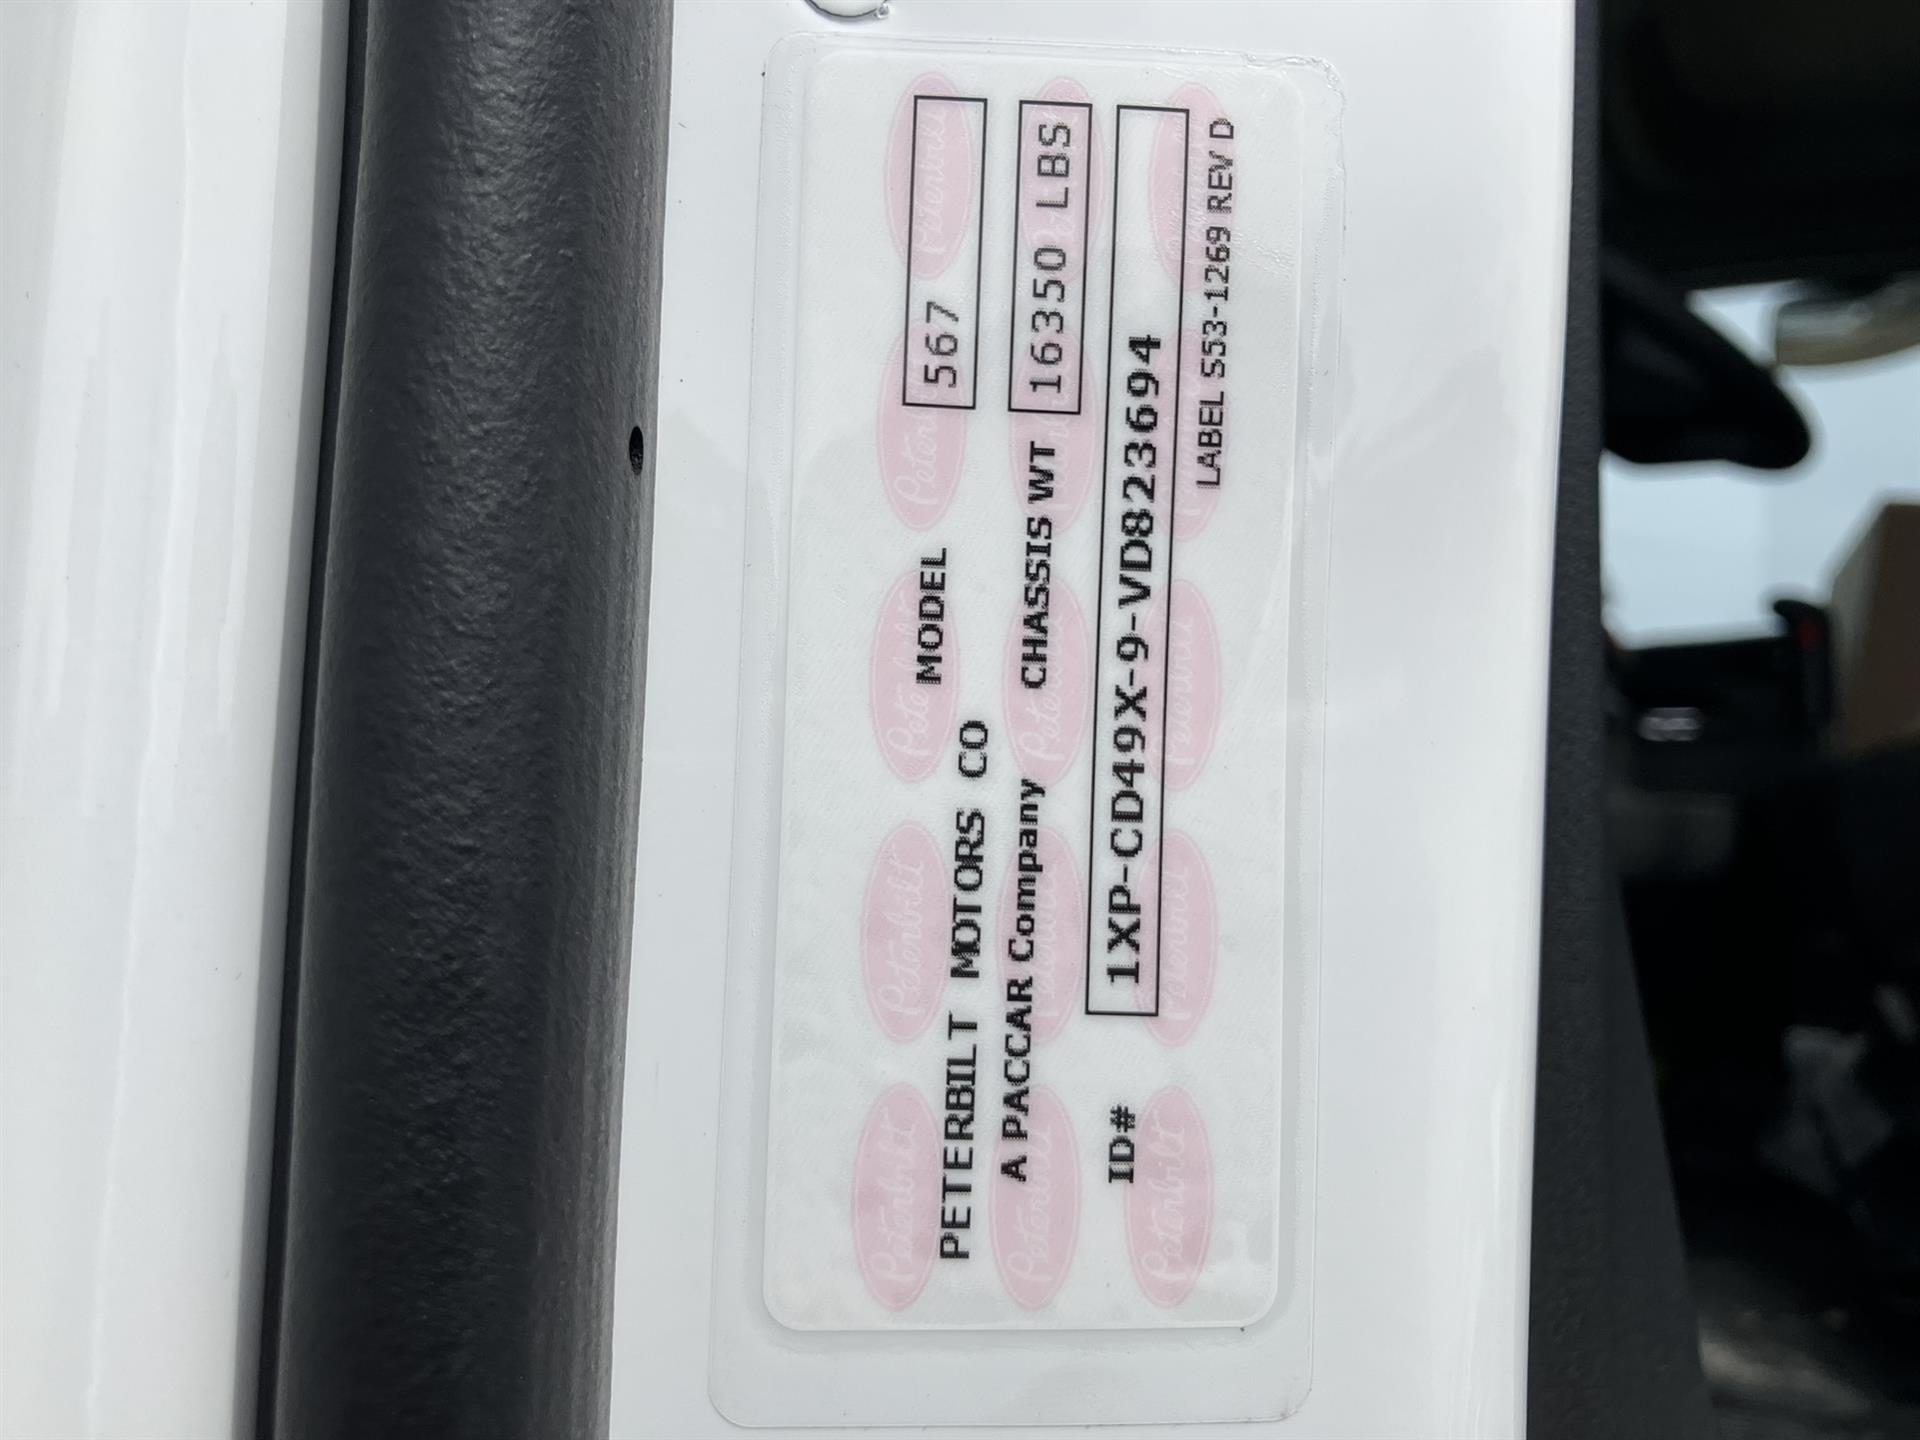 PETERBILT MOTORS CO MODEL 567
A PACCAR Company CHASSIS WT 16350 LBS
ID# 1XP-CD49X-9-VD823694
LABEL S53-1269 REV D
Peterbilt